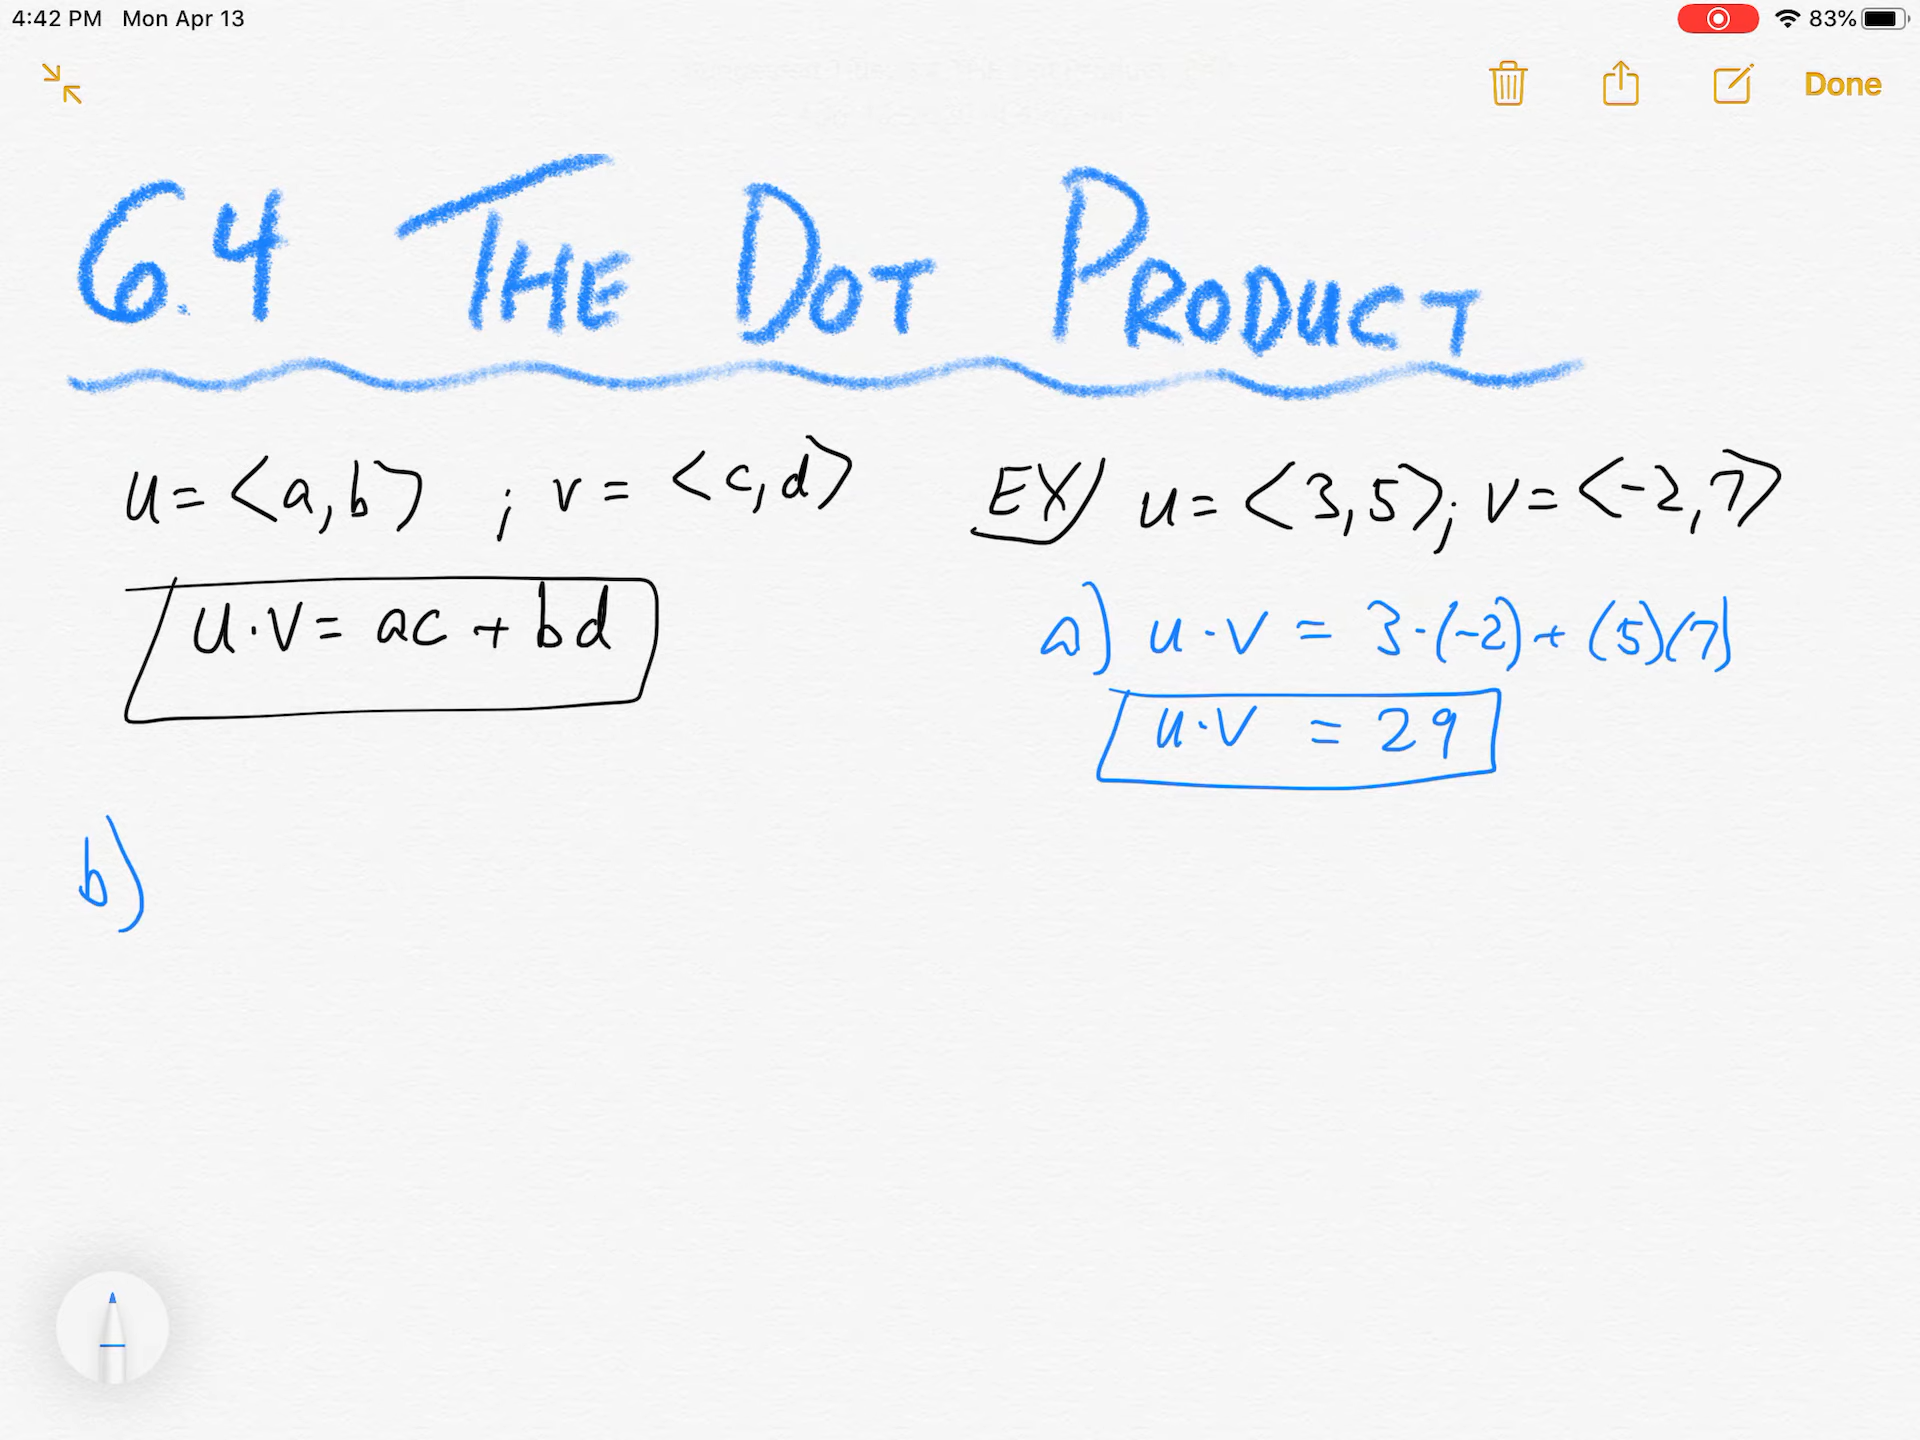 4:42 PM Mon Apr 13
83%
Done
6.4 THE DOT PRODUCT
u = <a,b> ; v = <c,d>
u·v = ac + bd
EX) u = <3,5>; v = <-2,7>
a) u·v = 3·(-2) + (5)(7)
u·v = 29
b)